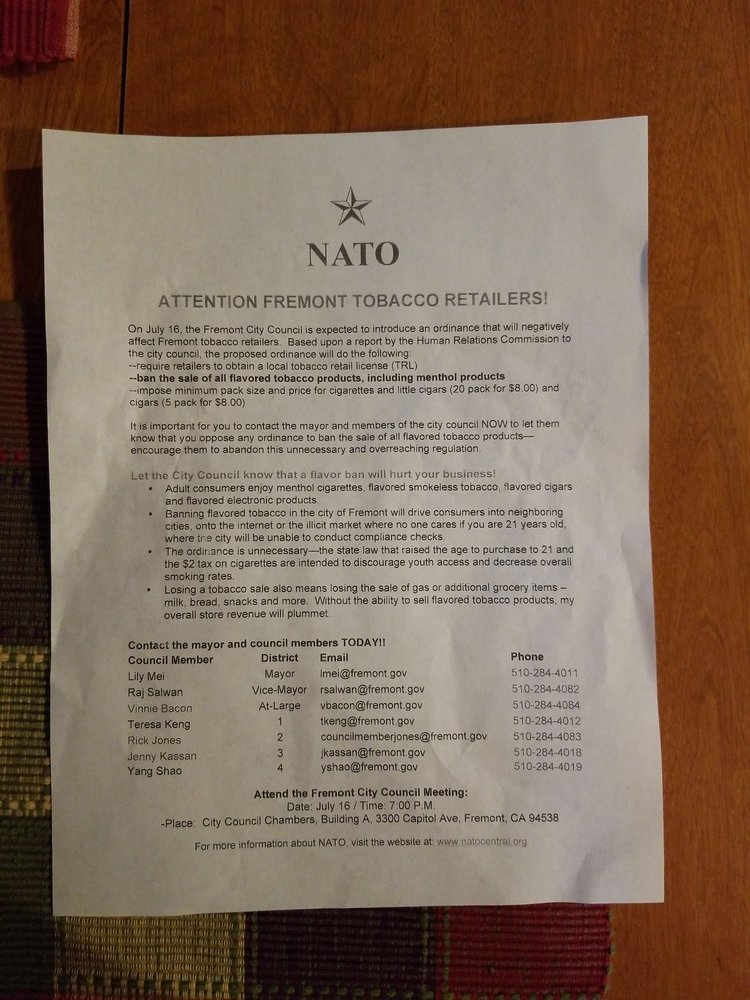 NATO
ATTENTION FREMONT TOBACCO RETAILERS!
On July 16, the Fremont City Council is expected to introduce an ordinance that will negatively
affect Fremont tobacco retailers. Based upon a report by the Human Relations Commission to
the city council, the proposed ordinance will do the following:
--require retailers to obtain a local tobacco retail license (TRL)
--ban the sale of all flavored tobacco products, including menthol products
--impose minimum pack size and price for cigarettes and little cigars (20 pack for $8.00) and
cigars (5 pack for $8.00)
It is important for you to contact the mayor and members of the city council NOW to let them
know that you oppose any ordinance to ban the sale of all flavored tobacco products—
encourage them to abandon this unnecessary and overreaching regulation.
Let the City Council know that a flavor ban will hurt your business!
• Adult consumers enjoy menthol cigarettes, flavored smokeless tobacco, flavored cigars
and flavored electronic products.
• Banning flavored tobacco in the city of Fremont will drive consumers into neighboring
cities, onto the internet or the illicit market where no one cares if you are 21 years old,
where the city will be unable to conduct compliance checks.
• The ordinance is unnecessary—the state law that raised the age to purchase to 21 and
the $2 tax on cigarettes are intended to discourage youth access and decrease overall
smoking rates.
• Losing a tobacco sale also means losing the sale of gas or additional grocery items –
milk, bread, snacks and more. Without the ability to sell flavored tobacco products, my
overall store revenue will plummet.
Contact the mayor and council members TODAY!!
Council Member District Email Phone
Lily Mei Mayor lmei@fremont.gov 510-284-4011
Raj Salwan Vice-Mayor rsalwan@fremont.gov 510-284-4082
Vinnie Bacon At-Large vbacon@fremont.gov 510-284-4084
Teresa Keng 1 tkeng@fremont.gov 510-284-4012
Rick Jones 2 councilmemberjones@fremont.gov 510-284-4083
Jenny Kassan 3 jkassan@fremont.gov 510-284-4018
Yang Shao 4 yshao@fremont.gov 510-284-4019
Attend the Fremont City Council Meeting:
Date: July 16 / Time: 7:00 P.M.
-Place: City Council Chambers, Building A, 3300 Capitol Ave, Fremont, CA 94538
For more information about NATO, visit the website at: www.natocentral.org